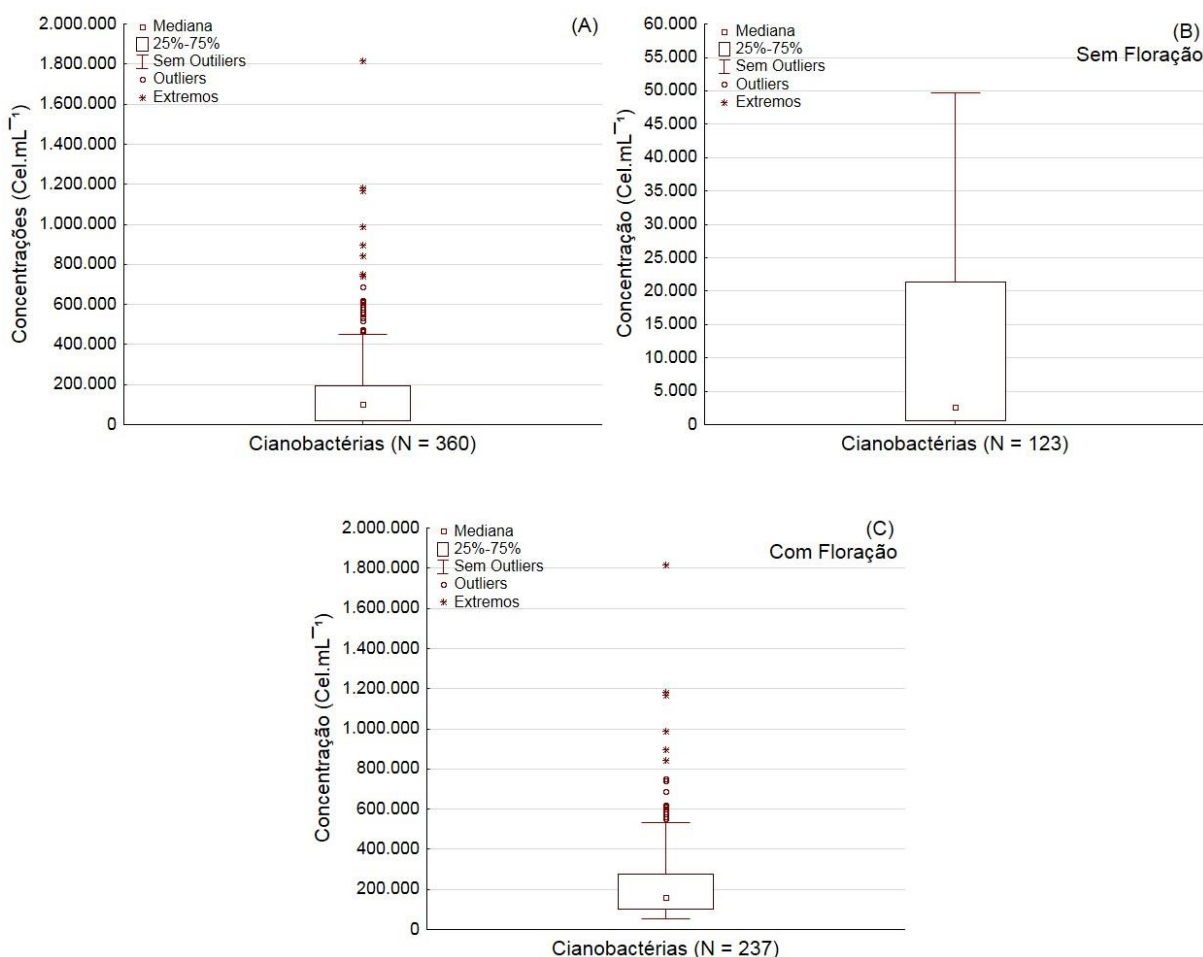 (A)
Concentrações (Cel.mL⁻¹)
2.000.000
1.800.000
1.600.000
1.400.000
1.200.000
1.000.000
800.000
600.000
400.000
200.000
0
Mediana
25%-75%
Sem Outiliers
Outliers
Extremos
Cianobactérias (N = 360)
(B)
Sem Floração
Concentração (Cel.mL⁻¹)
60.000
55.000
50.000
45.000
40.000
35.000
30.000
25.000
20.000
15.000
10.000
5.000
0
Mediana
25%-75%
Sem Outliers
Outliers
Extremos
Cianobactérias (N = 123)
(C)
Com Floração
Concentração (Cel.mL⁻¹)
2.000.000
1.800.000
1.600.000
1.400.000
1.200.000
1.000.000
800.000
600.000
400.000
200.000
0
Mediana
25%-75%
Sem Outliers
Outliers
Extremos
Cianobactérias (N = 237)